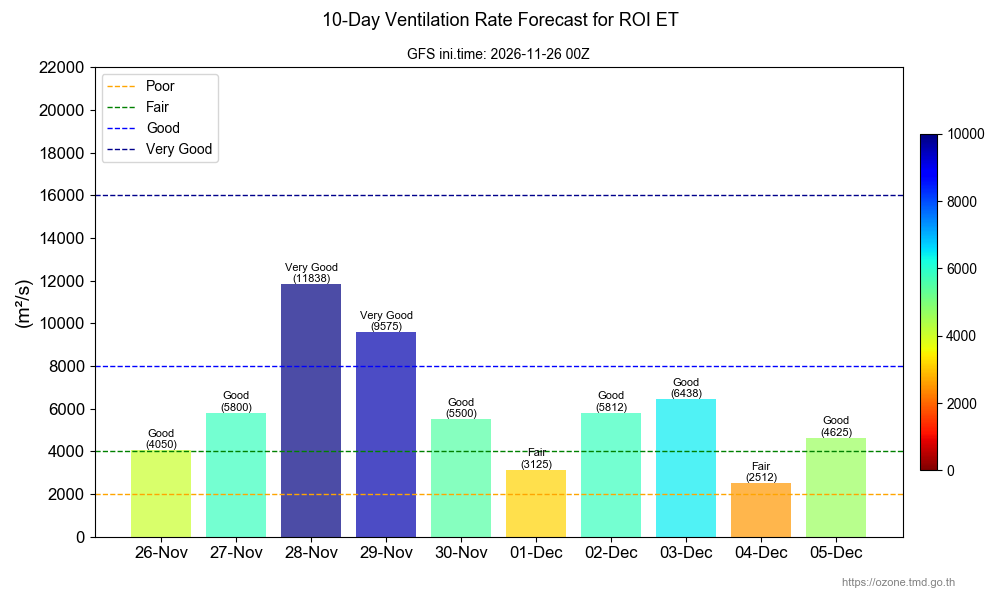 10-Day Ventilation Rate Forecast for ROI ET
GFS ini.time: 2026-11-26 00Z
22000
20000
18000
16000
14000
12000
10000
8000
6000
4000
2000
0
(m²/s)
Poor
Fair
Good
Very Good
Good
(4050)
Good
(5800)
Very Good
(11838)
Very Good
(9575)
Good
(5500)
Fair
(3125)
Good
(5812)
Good
(6438)
Fair
(2512)
Good
(4625)
26-Nov 27-Nov 28-Nov 29-Nov 30-Nov 01-Dec 02-Dec 03-Dec 04-Dec 05-Dec
10000
8000
6000
4000
2000
0
https://ozone.tmd.go.th